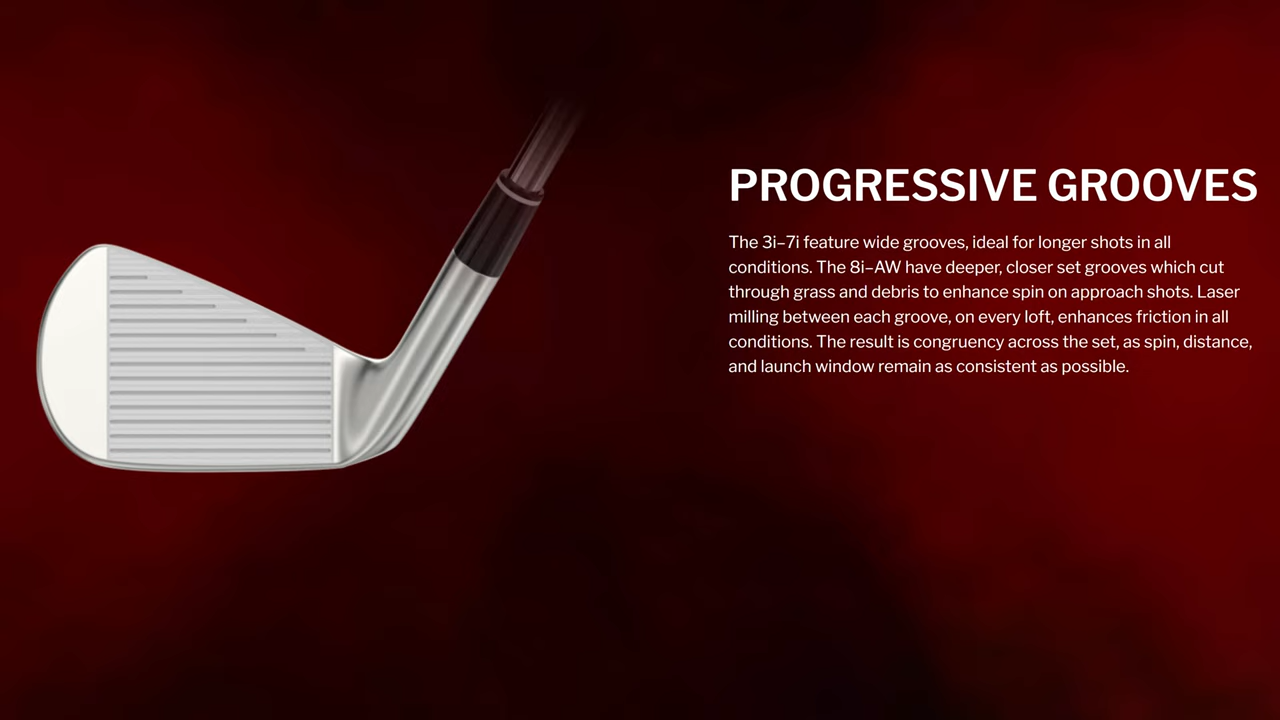 PROGRESSIVE GROOVES
The 3i–7i feature wide grooves, ideal for longer shots in all
conditions. The 8i–AW have deeper, closer set grooves which cut
through grass and debris to enhance spin on approach shots. Laser
milling between each groove, on every loft, enhances friction in all
conditions. The result is congruency across the set, as spin, distance,
and launch window remain as consistent as possible.